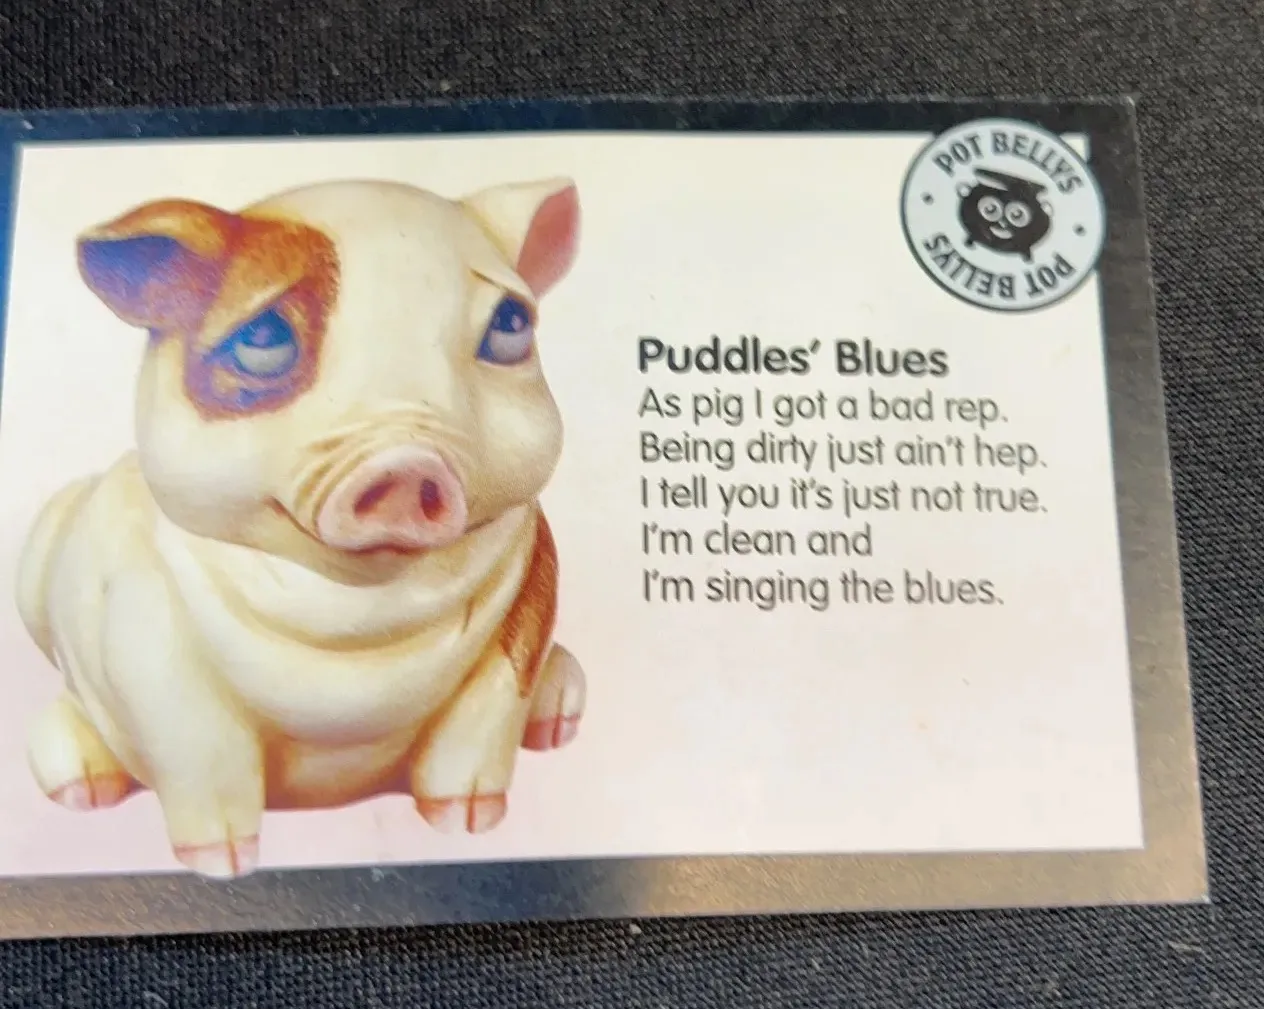 POT BELLYS • POT BELLYS •
Puddles’ Blues
As pig I got a bad rep.
Being dirty just ain't hep.
I tell you it's just not true.
I'm clean and
I'm singing the blues.